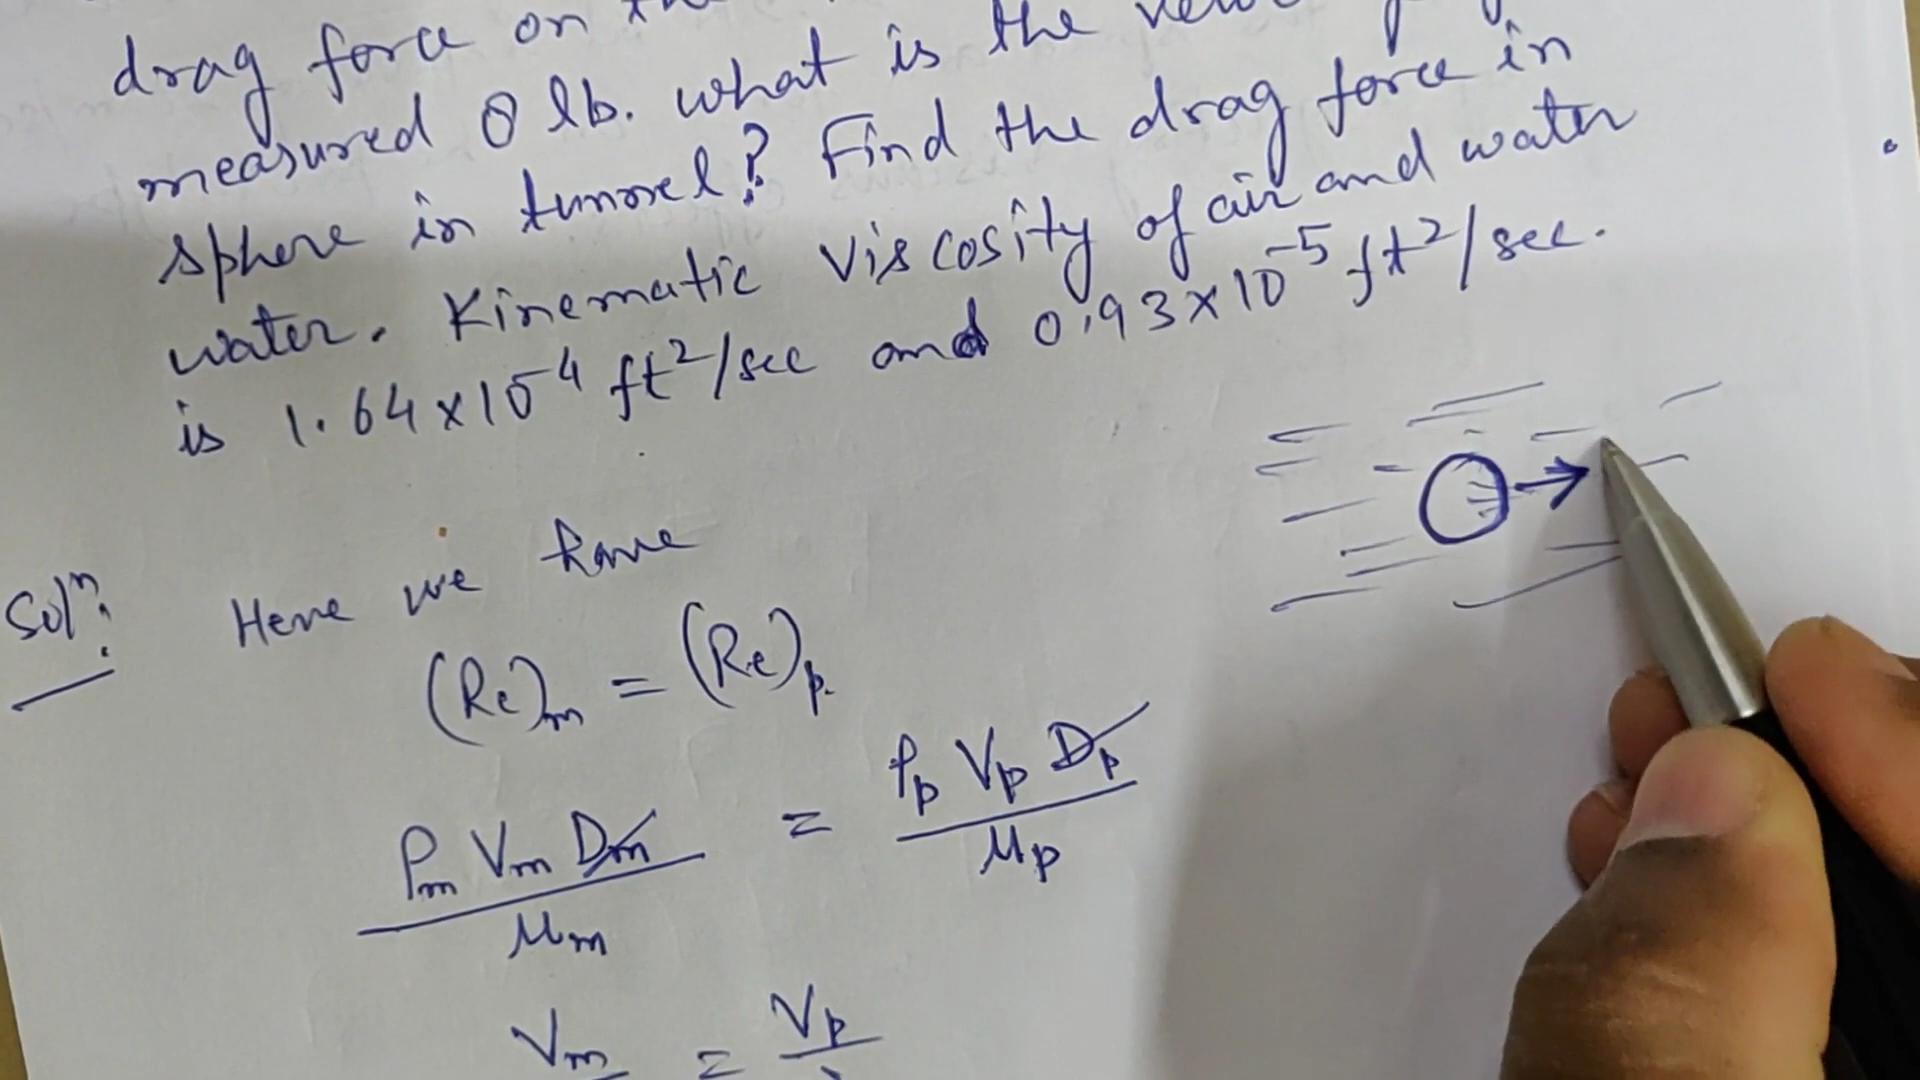 drag force on the
measured 8 lb. what is the
sphere in tunnel? Find the drag force in
water. Kinematic viscosity of air and water
is 1.64×10⁻⁴ ft²/sec and 0.93×10⁻⁵ ft²/sec.
Solⁿ: Here we have
(Re)m = (Re)p.
ρm Vm Dm / μm = ρp Vp Dp / μp
Vm = Vp